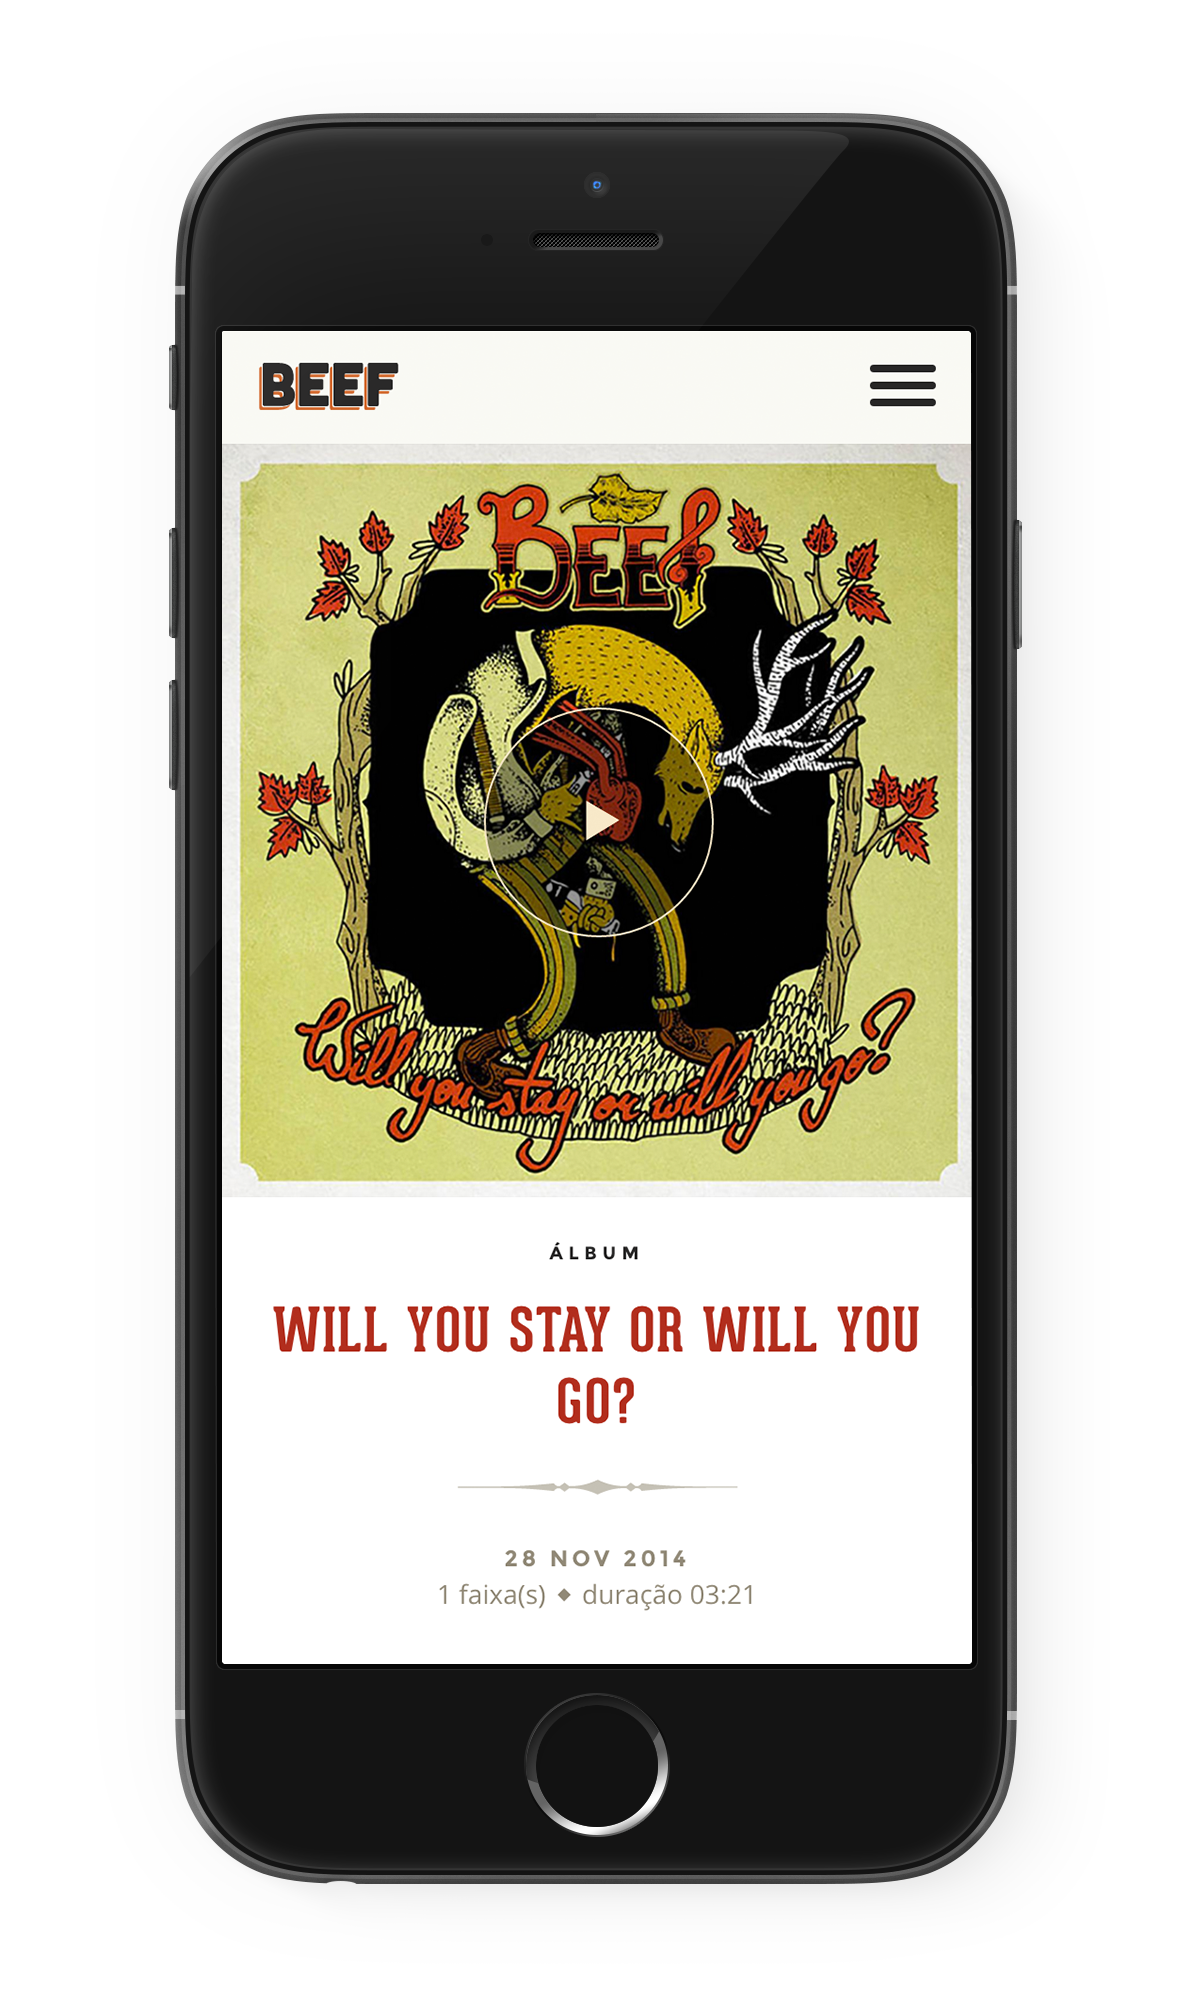 BEEF
BEEF
Will you stay or will you go?
ÁLBUM
WILL YOU STAY OR WILL YOU
GO?
28 NOV 2014
1 faixa(s) ◆ duração 03:21